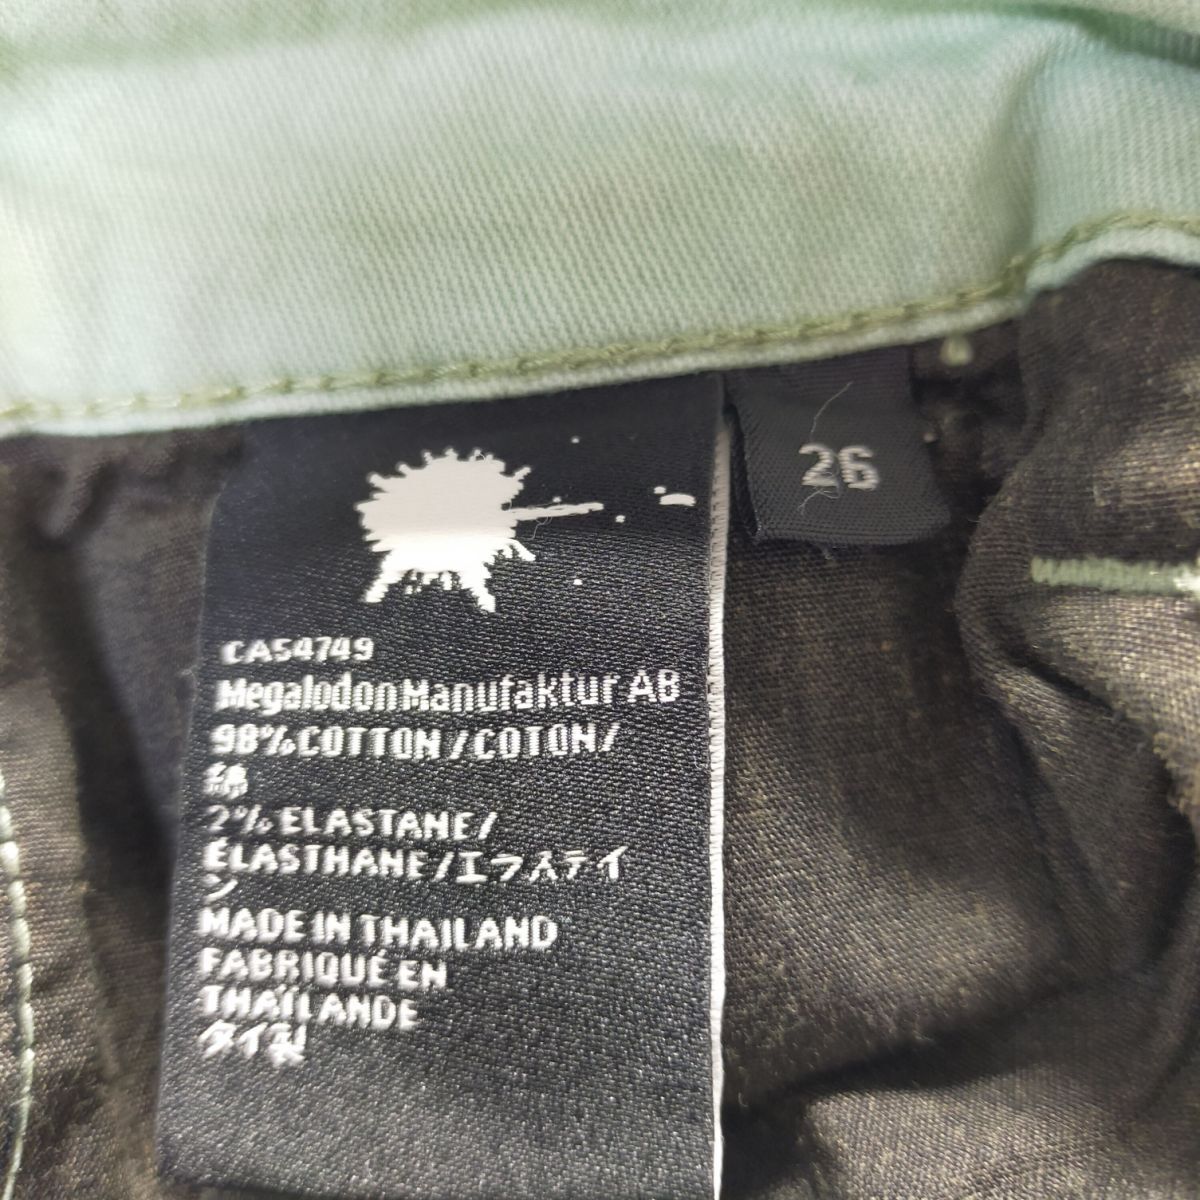 26
CA54749
Megalodon Manufaktur AB
98% COTTON / COTON /
綿
2% ELASTANE /
ÉLASTHANE / エラステイ
ン
MADE IN THAILAND
FABRIQUÉ EN
THAÏLANDE
タイ製